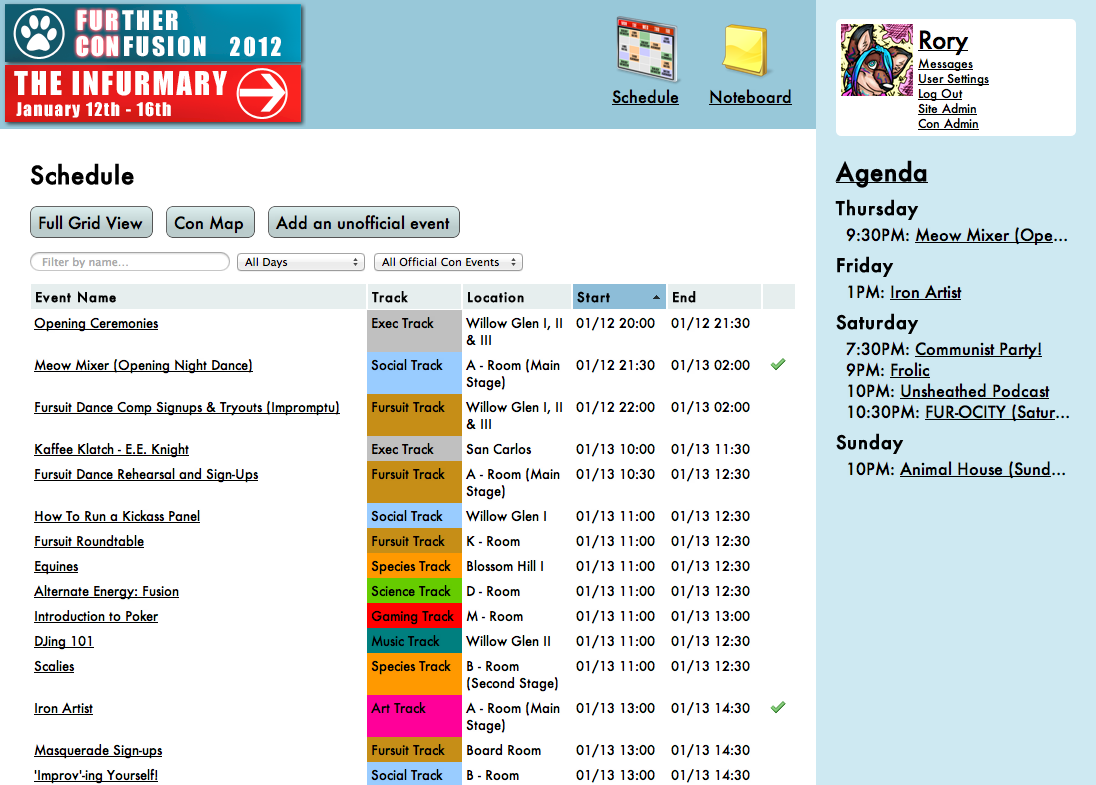 FURTHER
CONFUSION 2012
THE INFURMARY
January 12th - 16th
Schedule
Noteboard
Rory
Messages
User Settings
Log Out
Site Admin
Con Admin
Schedule
Full Grid View
Con Map
Add an unofficial event
Filter by name...
All Days
All Official Con Events
Event Name Track Location Start End
Opening Ceremonies Exec Track Willow Glen I, II 01/12 20:00 01/12 21:30
& III
Meow Mixer (Opening Night Dance) Social Track A - Room (Main 01/12 21:30 01/13 02:00
Stage)
Fursuit Dance Comp Signups & Tryouts (Impromptu) Fursuit Track Willow Glen I, II 01/12 22:00 01/13 02:00
& III
Kaffee Klatch - E.E. Knight Exec Track San Carlos 01/13 10:00 01/13 11:30
Fursuit Dance Rehearsal and Sign-Ups Fursuit Track A - Room (Main 01/13 10:30 01/13 12:30
Stage)
How To Run a Kickass Panel Social Track Willow Glen I 01/13 11:00 01/13 12:30
Fursuit Roundtable Fursuit Track K - Room 01/13 11:00 01/13 12:30
Equines Species Track Blossom Hill I 01/13 11:00 01/13 12:30
Alternate Energy: Fusion Science Track D - Room 01/13 11:00 01/13 12:30
Introduction to Poker Gaming Track M - Room 01/13 11:00 01/13 13:00
DJing 101 Music Track Willow Glen II 01/13 11:00 01/13 12:30
Scalies Species Track B - Room 01/13 11:00 01/13 12:30
(Second Stage)
Iron Artist Art Track A - Room (Main 01/13 13:00 01/13 14:30
Stage)
Masquerade Sign-ups Fursuit Track Board Room 01/13 13:00 01/13 14:30
'Improv'-ing Yourself! Social Track B - Room 01/13 13:00 01/13 14:30
Agenda
Thursday
9:30PM: Meow Mixer (Ope...
Friday
1PM: Iron Artist
Saturday
7:30PM: Communist Party!
9PM: Frolic
10PM: Unsheathed Podcast
10:30PM: FUR-OCITY (Satur...
Sunday
10PM: Animal House (Sund...